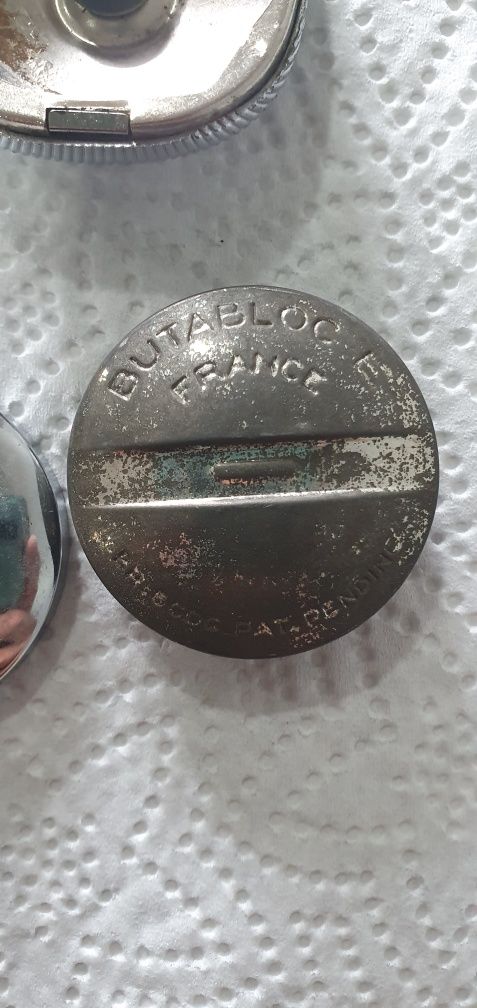 BUTABLOC E
FRANCE
PAT. PENDING